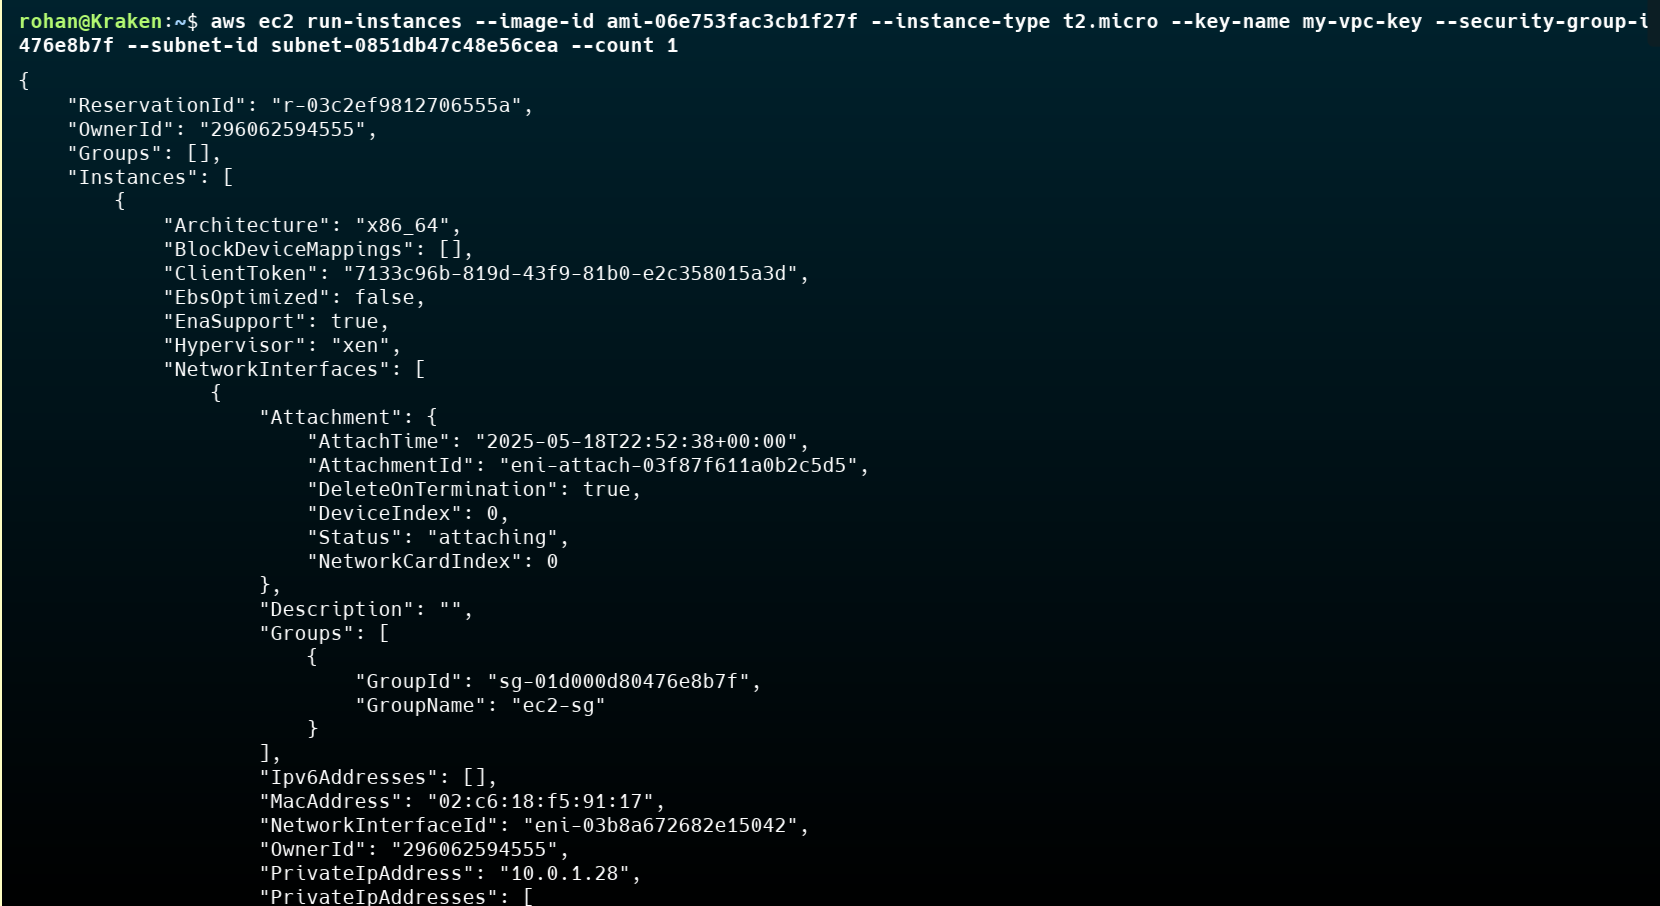 rohan@Kraken:~$ aws ec2 run-instances --image-id ami-06e753fac3cb1f27f --instance-type t2.micro --key-name my-vpc-key --security-group-i
476e8b7f --subnet-id subnet-0851db47c48e56cea --count 1
{
    "ReservationId": "r-03c2ef9812706555a",
    "OwnerId": "296062594555",
    "Groups": [],
    "Instances": [
        {
            "Architecture": "x86_64",
            "BlockDeviceMappings": [],
            "ClientToken": "7133c96b-819d-43f9-81b0-e2c358015a3d",
            "EbsOptimized": false,
            "EnaSupport": true,
            "Hypervisor": "xen",
            "NetworkInterfaces": [
                {
                    "Attachment": {
                        "AttachTime": "2025-05-18T22:52:38+00:00",
                        "AttachmentId": "eni-attach-03f87f611a0b2c5d5",
                        "DeleteOnTermination": true,
                        "DeviceIndex": 0,
                        "Status": "attaching",
                        "NetworkCardIndex": 0
                    },
                    "Description": "",
                    "Groups": [
                        {
                            "GroupId": "sg-01d000d80476e8b7f",
                            "GroupName": "ec2-sg"
                        }
                    ],
                    "Ipv6Addresses": [],
                    "MacAddress": "02:c6:18:f5:91:17",
                    "NetworkInterfaceId": "eni-03b8a672682e15042",
                    "OwnerId": "296062594555",
                    "PrivateIpAddress": "10.0.1.28",
                    "PrivateIpAddresses": [